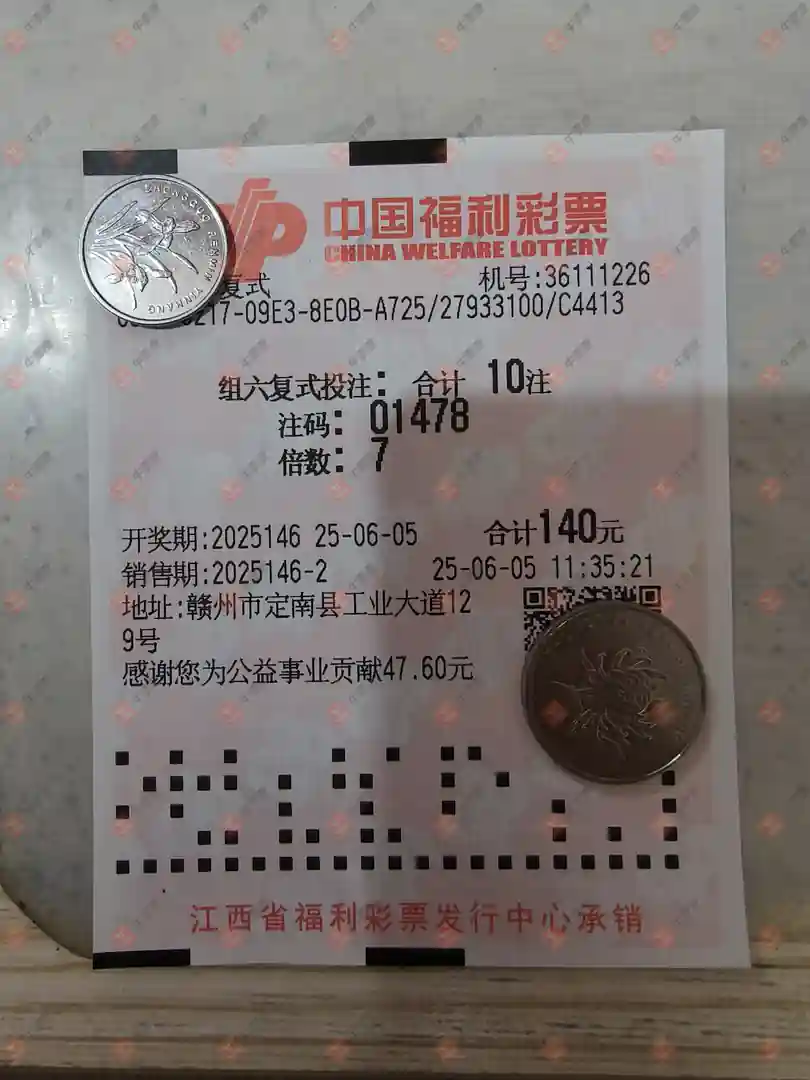 中国福利彩票
CHINA WELFARE LOTTERY
复式 机号:36111226
217-09E3-8E0B-A725/27933100/C4413
组六复式投注: 合计 10注
注码: 01478
倍数: 7
开奖期:2025146 25-06-05 合计140元
销售期:2025146-2 25-06-05 11:35:21
地址:赣州市定南县工业大道12
9号
感谢您为公益事业贡献47.60元
江西省福利彩票发行中心承销
ZHONGGUO RENMIN YINHANG